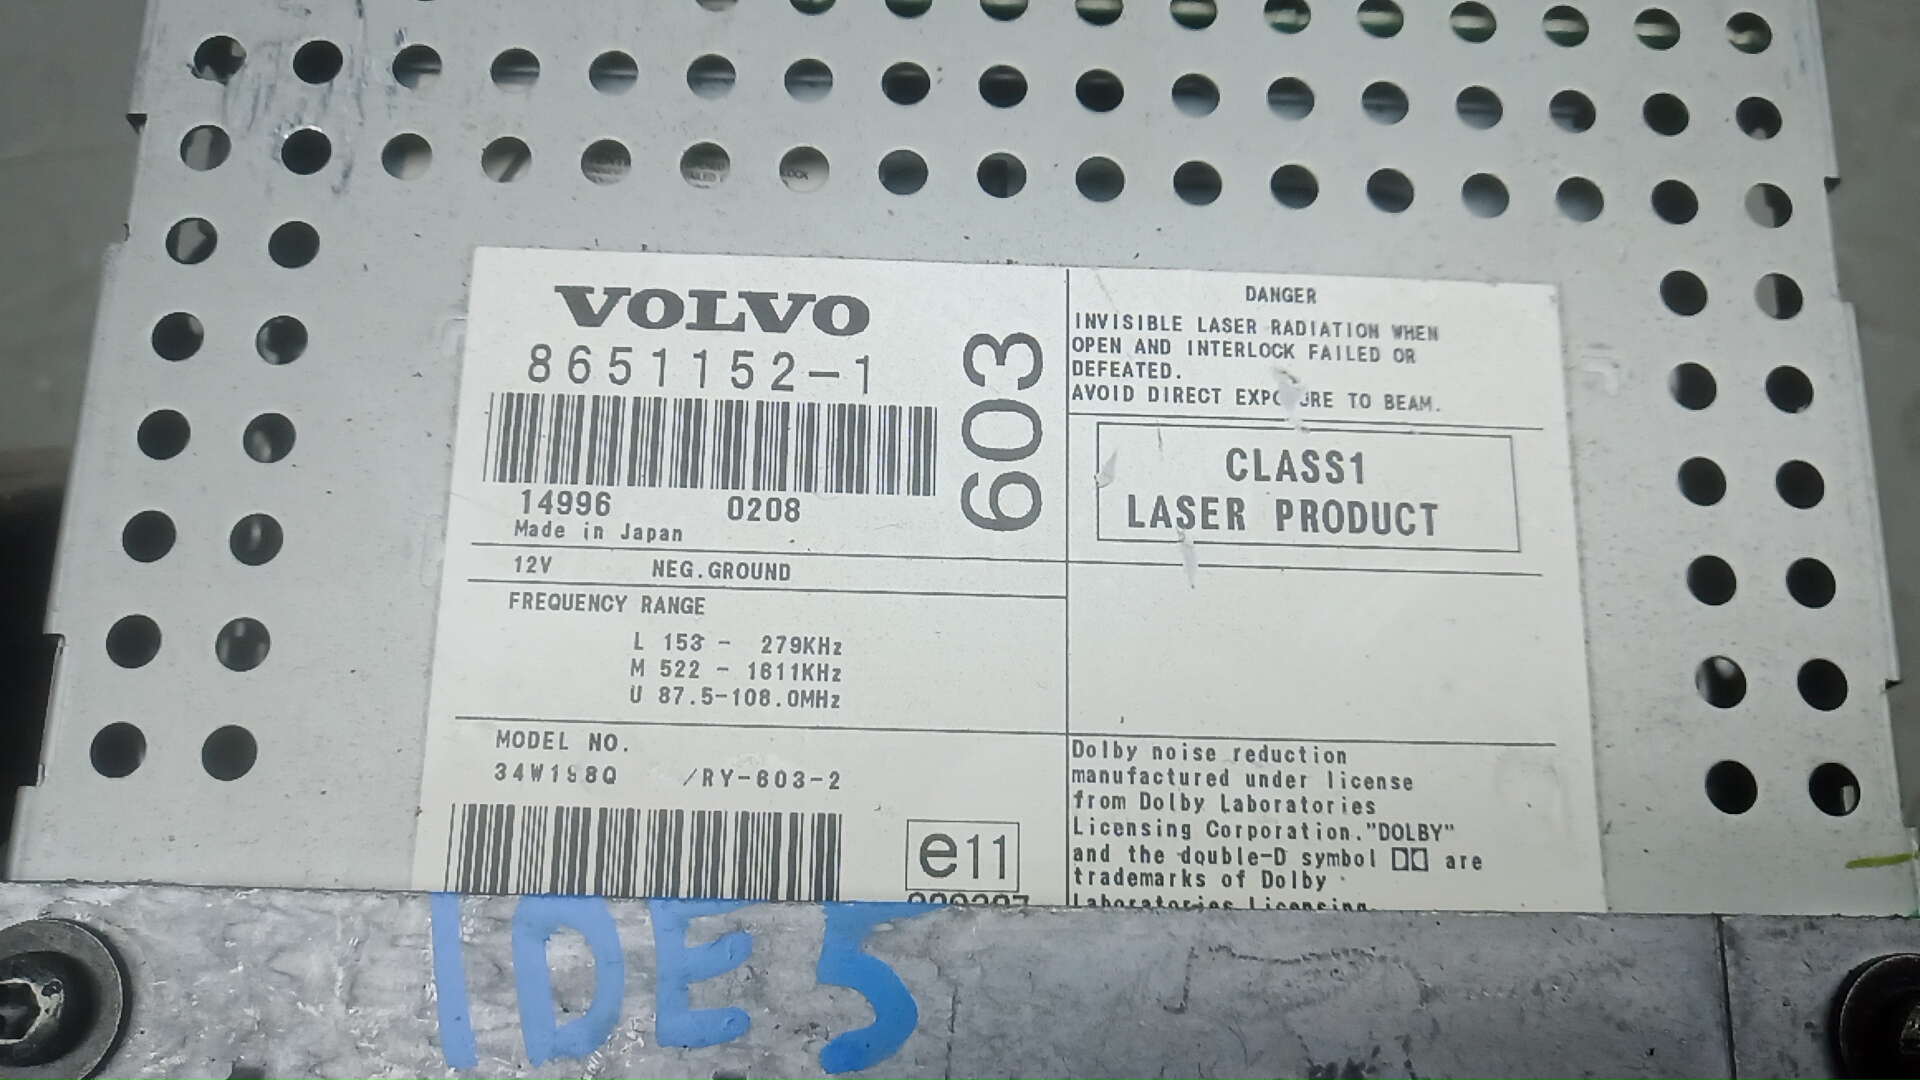 VOLVO
8651152-1
14996 0208
Made in Japan
603
12V NEG.GROUND
FREQUENCY RANGE
L 153 - 279KHz
M 522 - 1611KHz
U 87.5-108.0MHz
MODEL NO.
34W198Q /RY-603-2
e11
DANGER
INVISIBLE LASER RADIATION WHEN
OPEN AND INTERLOCK FAILED OR
DEFEATED.
AVOID DIRECT TO BEAM.
CLASS1
LASER PRODUCT
Dolby noise reduction
manufactured under license
from Dolby Laboratories
Licensing Corporation."DOLBY"
and the double-D symbol are
trademarks of Dolby
Laboratories Licensing
IDE5